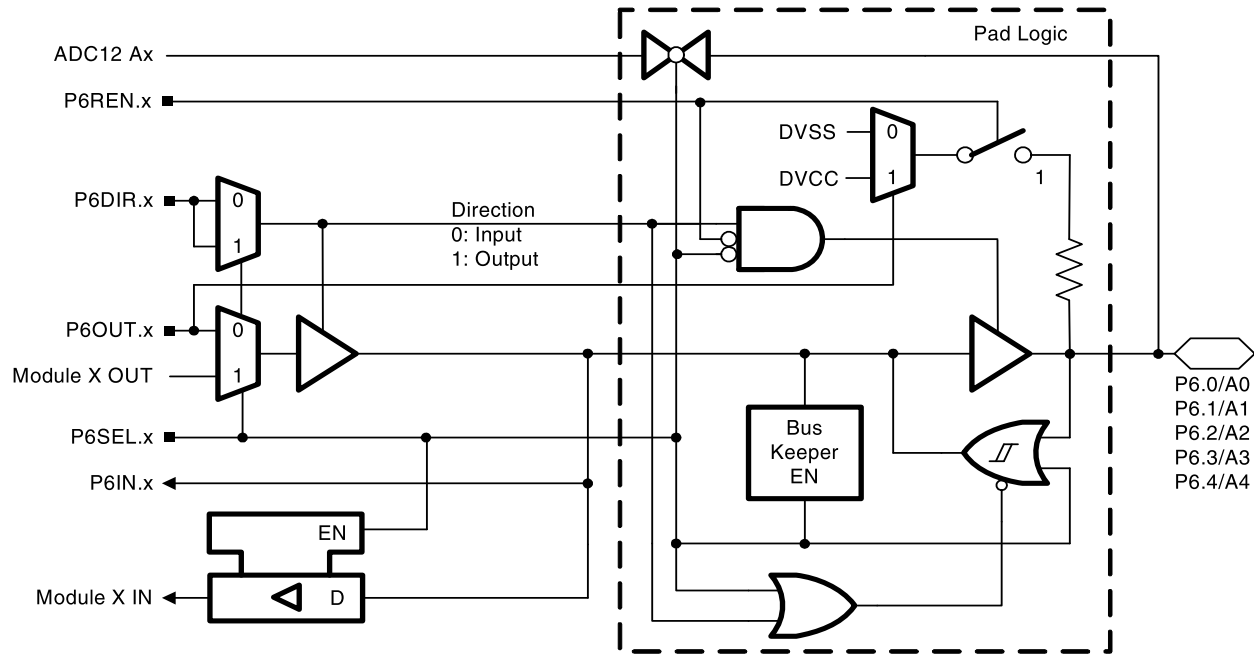 Pad Logic
ADC12 Ax
P6REN.x
DVSS
0
DVCC
1
1
P6DIR.x
0
1
Direction
0: Input
1: Output
P6OUT.x
0
Module X OUT
1
P6SEL.x
P6IN.x
Bus
Keeper
EN
P6.0/A0
P6.1/A1
P6.2/A2
P6.3/A3
P6.4/A4
EN
Module X IN
D